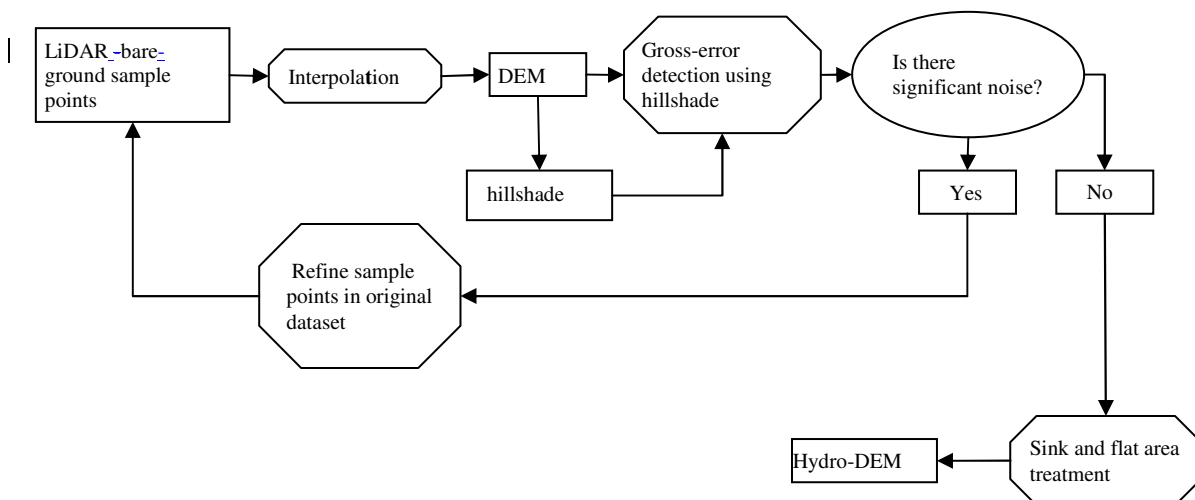 LiDAR -bare-
ground sample
points
Interpolation
DEM
Gross-error
detection using
hillshade
Is there
significant noise?
hillshade
Yes
No
Refine sample
points in original
dataset
Sink and flat area
treatment
Hydro-DEM